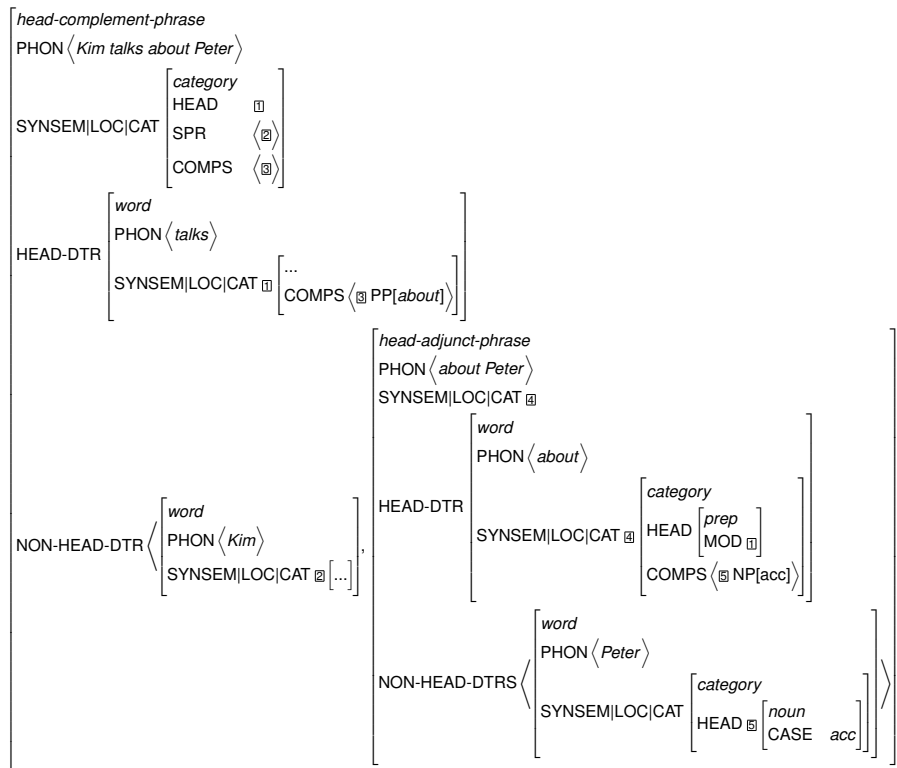 head-complement-phrase
PHON ⟨Kim talks about Peter⟩
SYNSEM|LOC|CAT
category
HEAD 1
SPR ⟨2⟩
COMPS ⟨3⟩
HEAD-DTR
word
PHON ⟨talks⟩
SYNSEM|LOC|CAT 1
...
COMPS ⟨3 PP[about]⟩
NON-HEAD-DTR
word
PHON ⟨Kim⟩
SYNSEM|LOC|CAT 2 [...] ,
head-adjunct-phrase
PHON ⟨about Peter⟩
SYNSEM|LOC|CAT 4
HEAD-DTR
word
PHON ⟨about⟩
SYNSEM|LOC|CAT 4
category
HEAD
prep
MOD 1
COMPS ⟨5 NP[acc]⟩
NON-HEAD-DTRS
word
PHON ⟨Peter⟩
SYNSEM|LOC|CAT
category
HEAD 5
noun
CASE acc